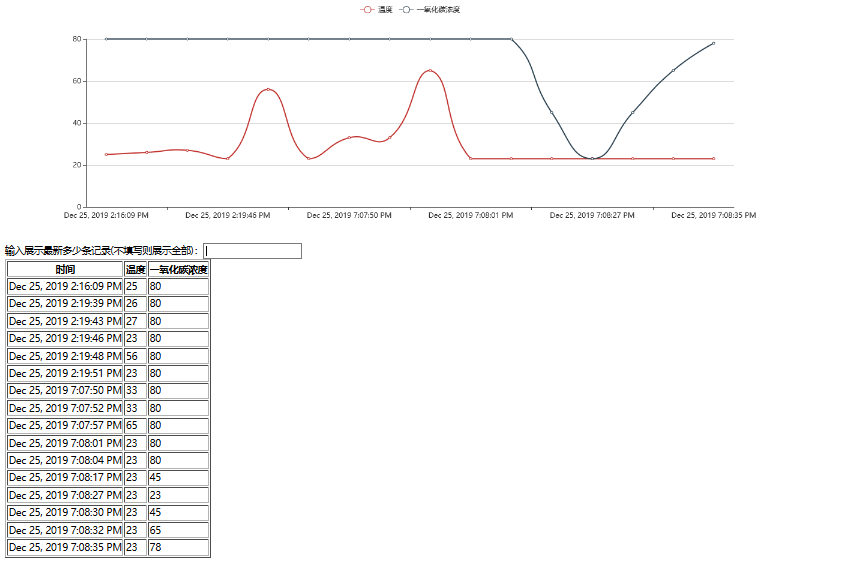 温度 一氧化碳浓度
80
60
40
20
0
Dec 25, 2019 2:16:09 PM Dec 25, 2019 2:19:46 PM Dec 25, 2019 7:07:50 PM Dec 25, 2019 7:08:01 PM Dec 25, 2019 7:08:27 PM Dec 25, 2019 7:08:35 PM
输入展示最新多少条记录(不填写则展示全部):
时间 温度 一氧化碳浓度
Dec 25, 2019 2:16:09 PM 25 80
Dec 25, 2019 2:19:39 PM 26 80
Dec 25, 2019 2:19:43 PM 27 80
Dec 25, 2019 2:19:46 PM 23 80
Dec 25, 2019 2:19:48 PM 56 80
Dec 25, 2019 2:19:51 PM 23 80
Dec 25, 2019 7:07:50 PM 33 80
Dec 25, 2019 7:07:52 PM 33 80
Dec 25, 2019 7:07:57 PM 65 80
Dec 25, 2019 7:08:01 PM 23 80
Dec 25, 2019 7:08:04 PM 23 80
Dec 25, 2019 7:08:17 PM 23 45
Dec 25, 2019 7:08:27 PM 23 23
Dec 25, 2019 7:08:30 PM 23 45
Dec 25, 2019 7:08:32 PM 23 65
Dec 25, 2019 7:08:35 PM 23 78